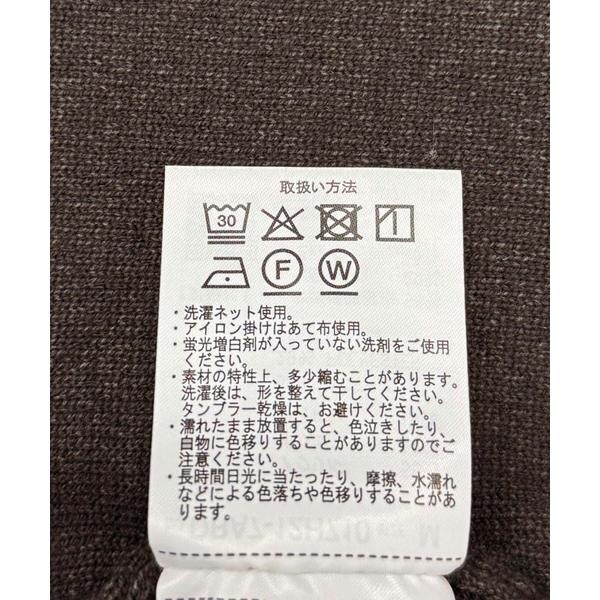 取扱い方法
30
F W
・洗濯ネット使用。
・アイロン掛けはあて布使用。
・蛍光増白剤が入っていない洗剤をご使用
ください。
・素材の特性上、多少縮むことがあります。
洗濯後は、形を整えて干してください。
タンブラー乾燥は、お避けください。
・濡れたまま放置すると、色泣きしたり、
白物に色移りすることがありますのでご
注意ください。
・長時間日光に当たったり、摩擦、水濡れ
などによる色落ちや色移りすることがあ
ります。